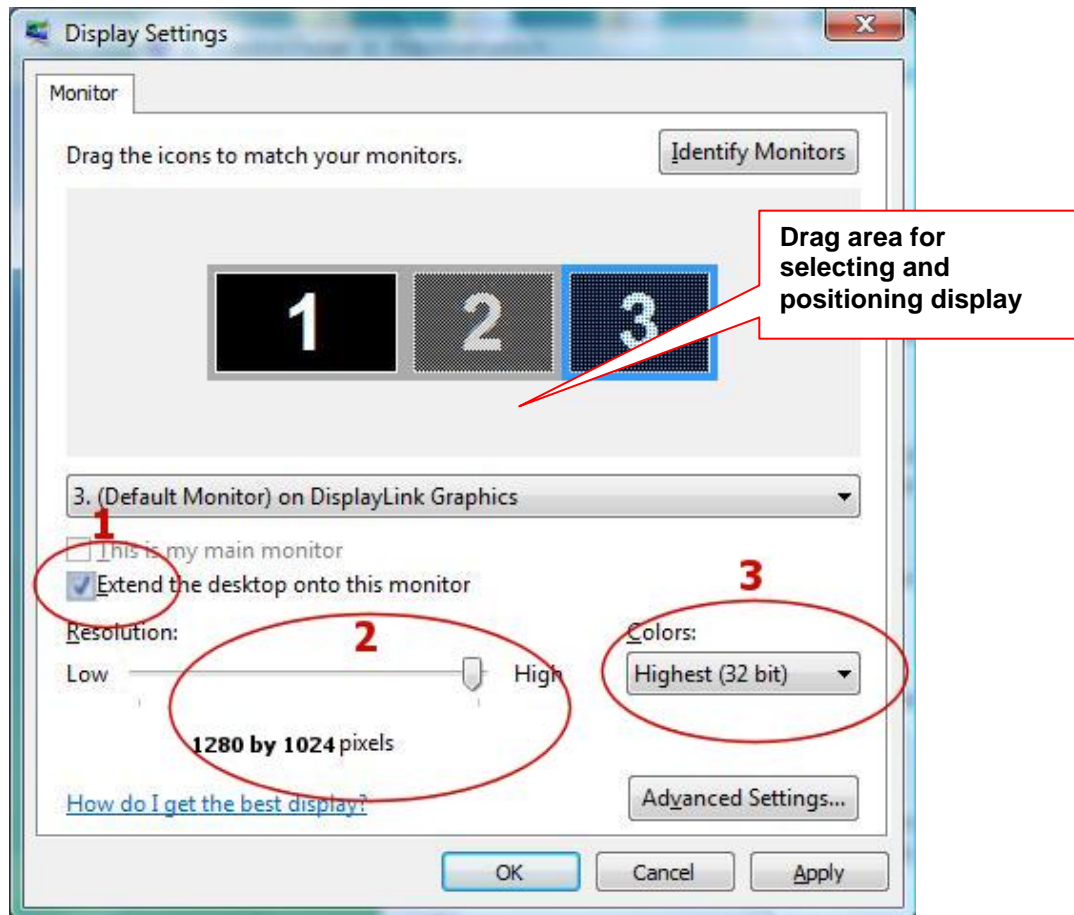 Display Settings
X
Monitor
Drag the icons to match your monitors.
Identify Monitors
Drag area for
selecting and
positioning display
1
2
3
3. (Default Monitor) on DisplayLink Graphics
1
This is my main monitor
Extend the desktop onto this monitor
Resolution:
2
3
Colors:
Low
High
Highest (32 bit)
1280 by 1024 pixels
How do I get the best display?
Advanced Settings...
OK
Cancel
Apply